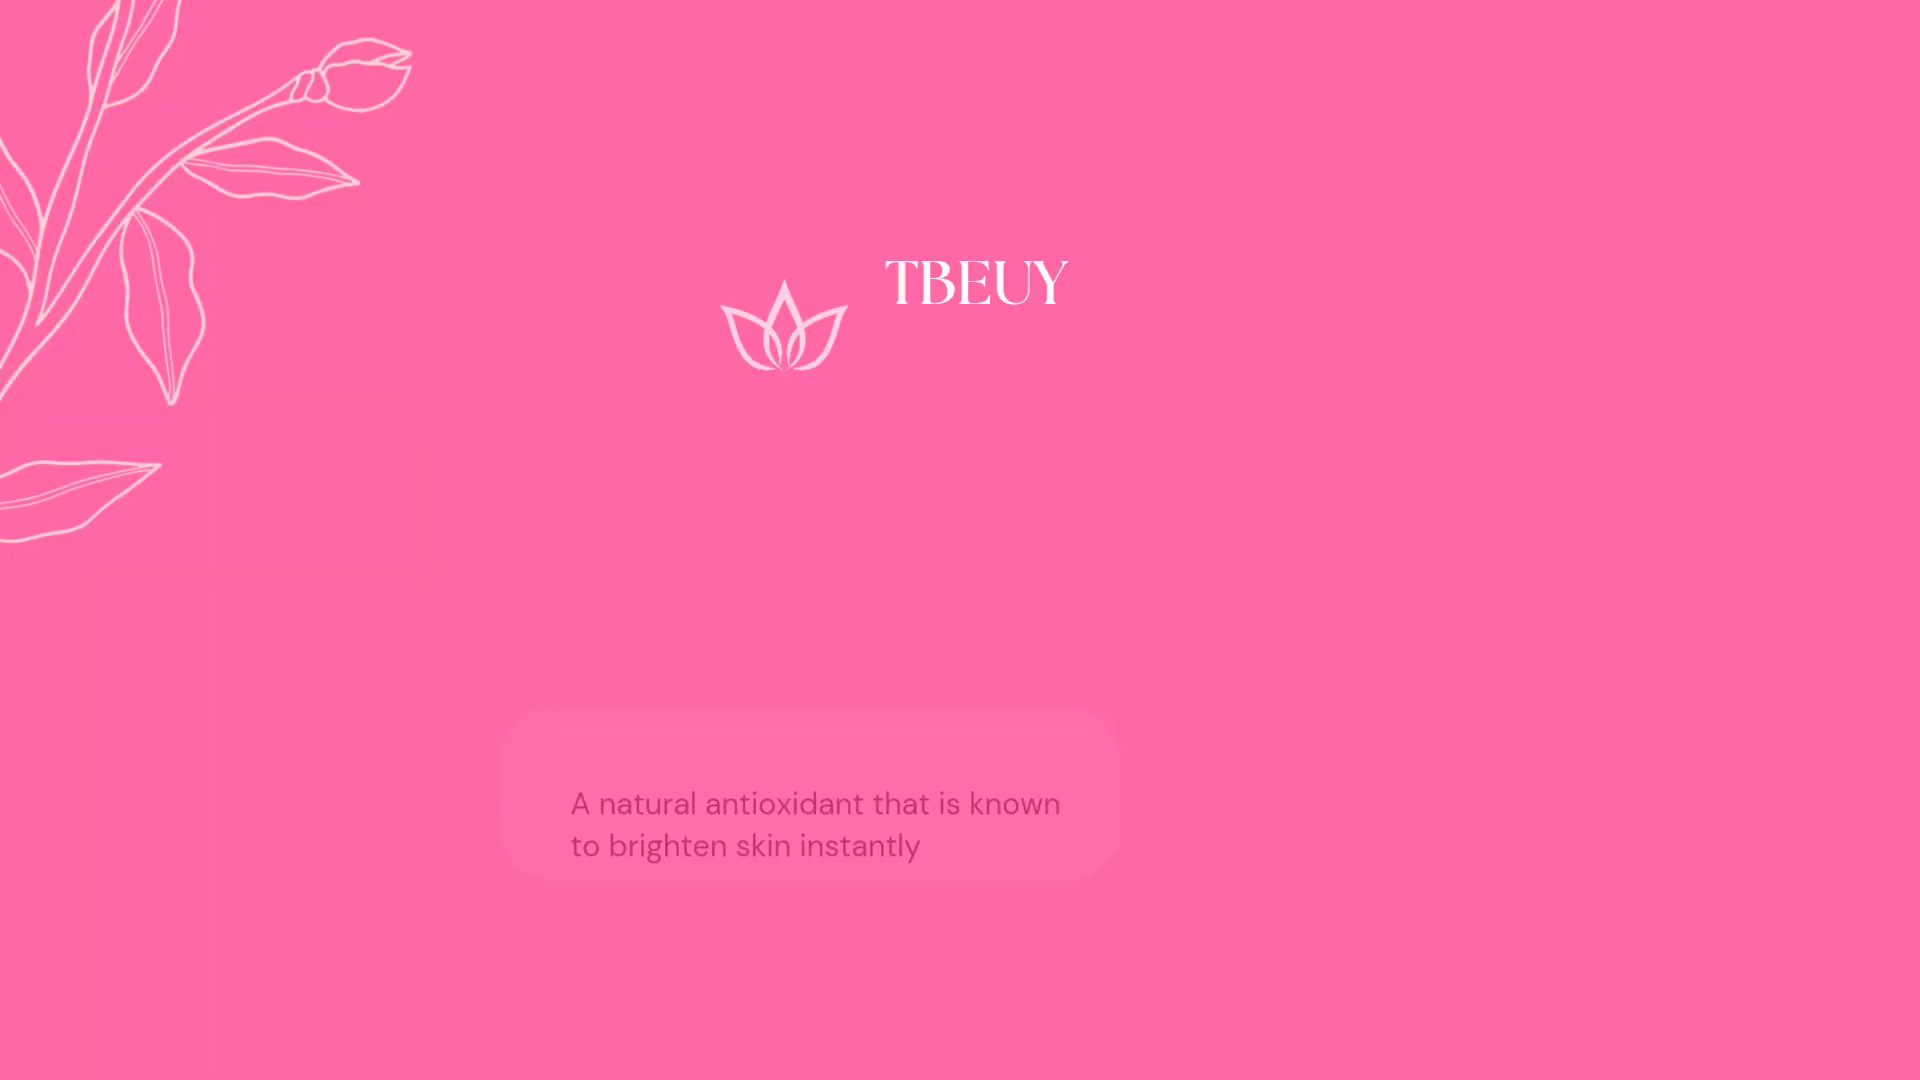 TBEUY
A natural antioxidant that is known
to brighten skin instantly